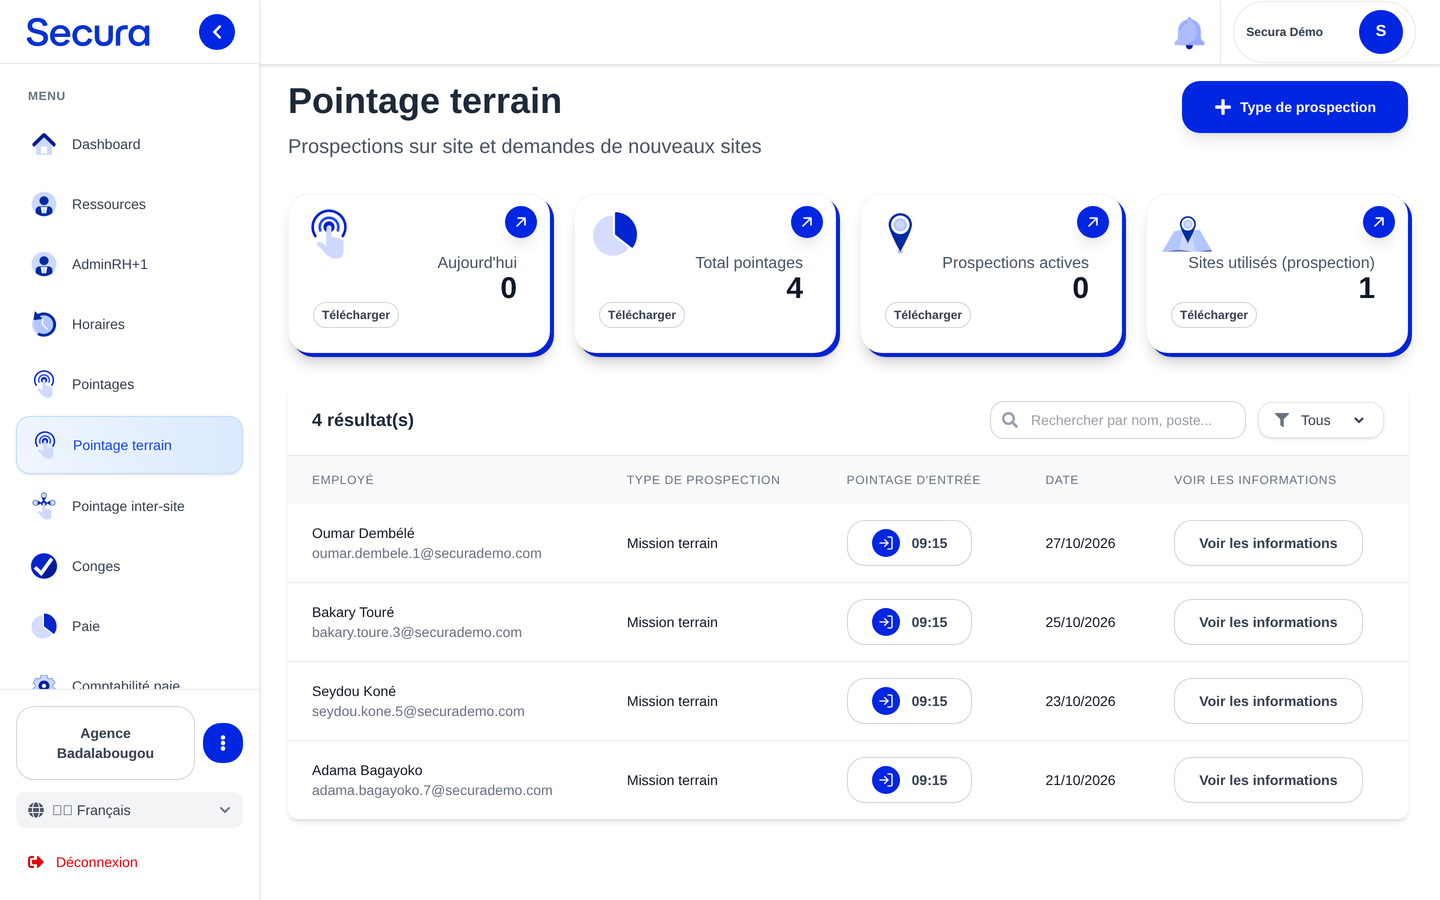 Secura
Secura Démo
S
MENU
Dashboard
Ressources
AdminRH+1
Horaires
Pointages
Pointage terrain
Pointage inter-site
Conges
Paie
Comptabilité paie
Agence
Badalabougou
Français
Déconnexion
Pointage terrain
Prospections sur site et demandes de nouveaux sites
Type de prospection
Aujourd'hui
0
Télécharger
Total pointages
4
Télécharger
Prospections actives
0
Télécharger
Sites utilisés (prospection)
1
Télécharger
4 résultat(s)
Rechercher par nom, poste...
Tous
EMPLOYÉ TYPE DE PROSPECTION POINTAGE D'ENTRÉE DATE VOIR LES INFORMATIONS
Oumar Dembélé
oumar.dembele.1@securademo.com
Mission terrain 09:15 27/10/2026 Voir les informations
Bakary Touré
bakary.toure.3@securademo.com
Mission terrain 09:15 25/10/2026 Voir les informations
Seydou Koné
seydou.kone.5@securademo.com
Mission terrain 09:15 23/10/2026 Voir les informations
Adama Bagayoko
adama.bagayoko.7@securademo.com
Mission terrain 09:15 21/10/2026 Voir les informations